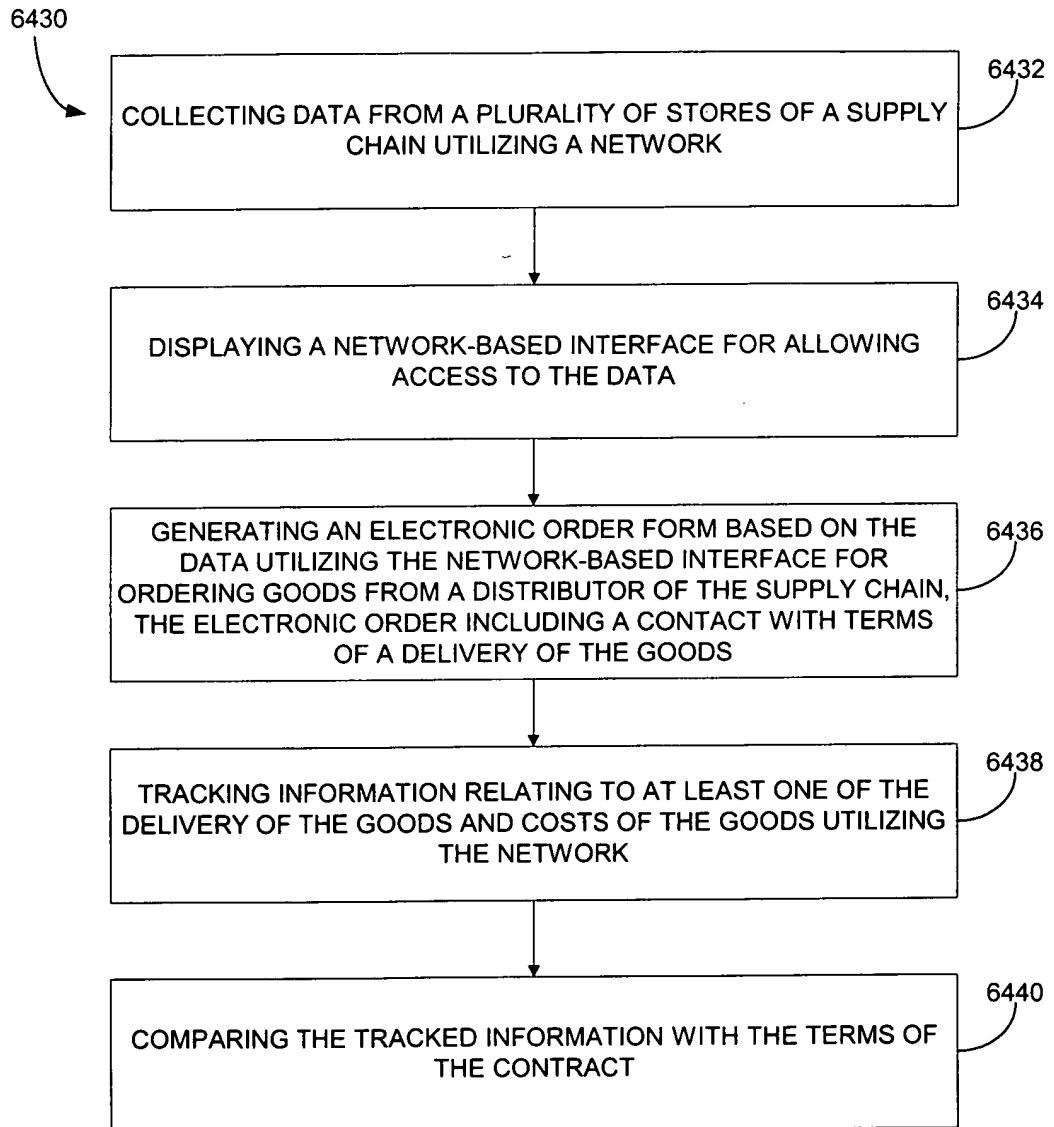 6430
6432
COLLECTING DATA FROM A PLURALITY OF STORES OF A SUPPLY
CHAIN UTILIZING A NETWORK
6434
DISPLAYING A NETWORK-BASED INTERFACE FOR ALLOWING
ACCESS TO THE DATA
6436
GENERATING AN ELECTRONIC ORDER FORM BASED ON THE
DATA UTILIZING THE NETWORK-BASED INTERFACE FOR
ORDERING GOODS FROM A DISTRIBUTOR OF THE SUPPLY CHAIN,
THE ELECTRONIC ORDER INCLUDING A CONTACT WITH TERMS
OF A DELIVERY OF THE GOODS
6438
TRACKING INFORMATION RELATING TO AT LEAST ONE OF THE
DELIVERY OF THE GOODS AND COSTS OF THE GOODS UTILIZING
THE NETWORK
6440
COMPARING THE TRACKED INFORMATION WITH THE TERMS OF
THE CONTRACT